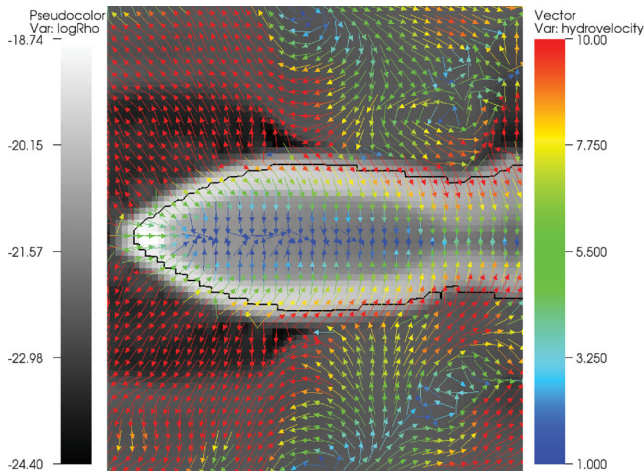 Pseudocolor
Var: logRho
-18.74
-20.15
-21.57
-22.98
-24.40
Vector
Var: hydrovelocity
10.00
7.750
5.500
3.250
1.000